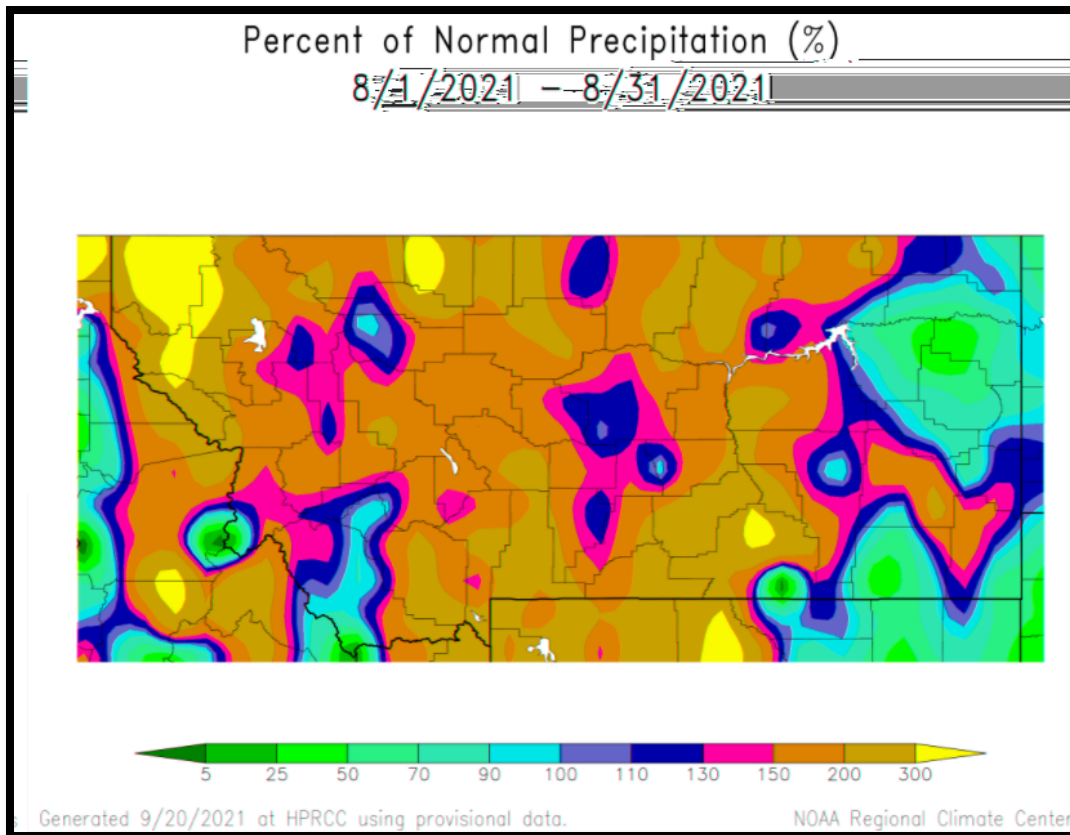 Percent of Normal Precipitation (%)
8/1/2021 – 8/31/2021
5 25 50 70 90 100 110 130 150 200 300
Generated 9/20/2021 at HPRCC using provisional data.
NOAA Regional Climate Center